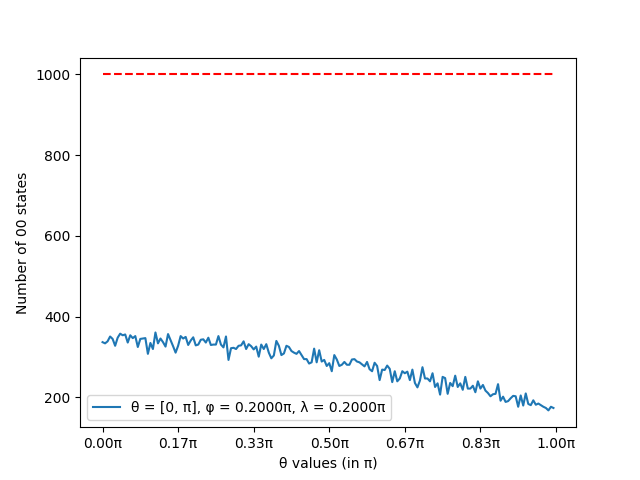 1000
800
600
400
200
Number of 00 states
θ = [0, π], φ = 0.2000π, λ = 0.2000π
0.00π 0.17π 0.33π 0.50π 0.67π 0.83π 1.00π
θ values (in π)